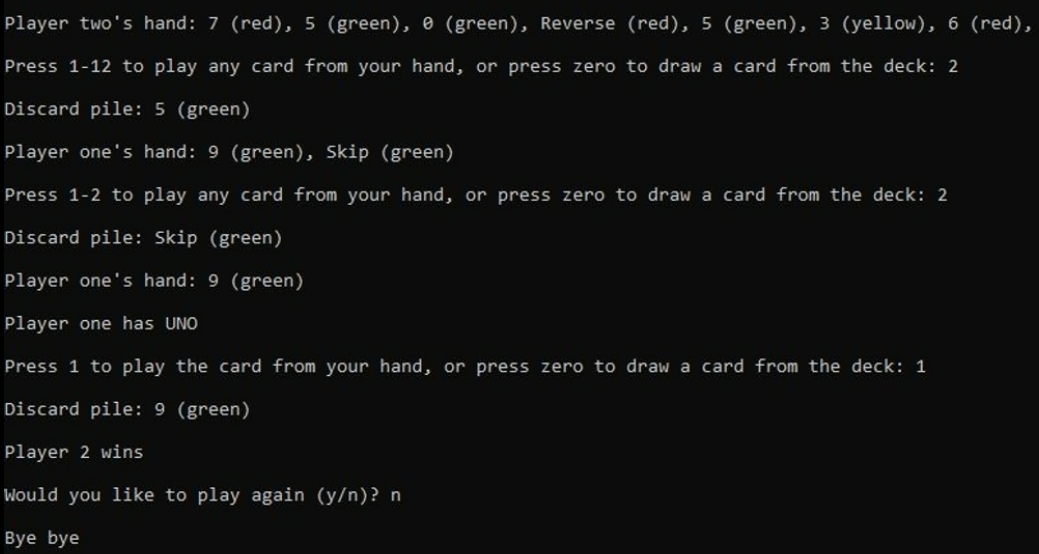 Player two's hand: 7 (red), 5 (green), 0 (green), Reverse (red), 5 (green), 3 (yellow), 6 (red),
Press 1-12 to play any card from your hand, or press zero to draw a card from the deck: 2
Discard pile: 5 (green)
Player one's hand: 9 (green), Skip (green)
Press 1-2 to play any card from your hand, or press zero to draw a card from the deck: 2
Discard pile: Skip (green)
Player one's hand: 9 (green)
Player one has UNO
Press 1 to play the card from your hand, or press zero to draw a card from the deck: 1
Discard pile: 9 (green)
Player 2 wins
Would you like to play again (y/n)? n
Bye bye